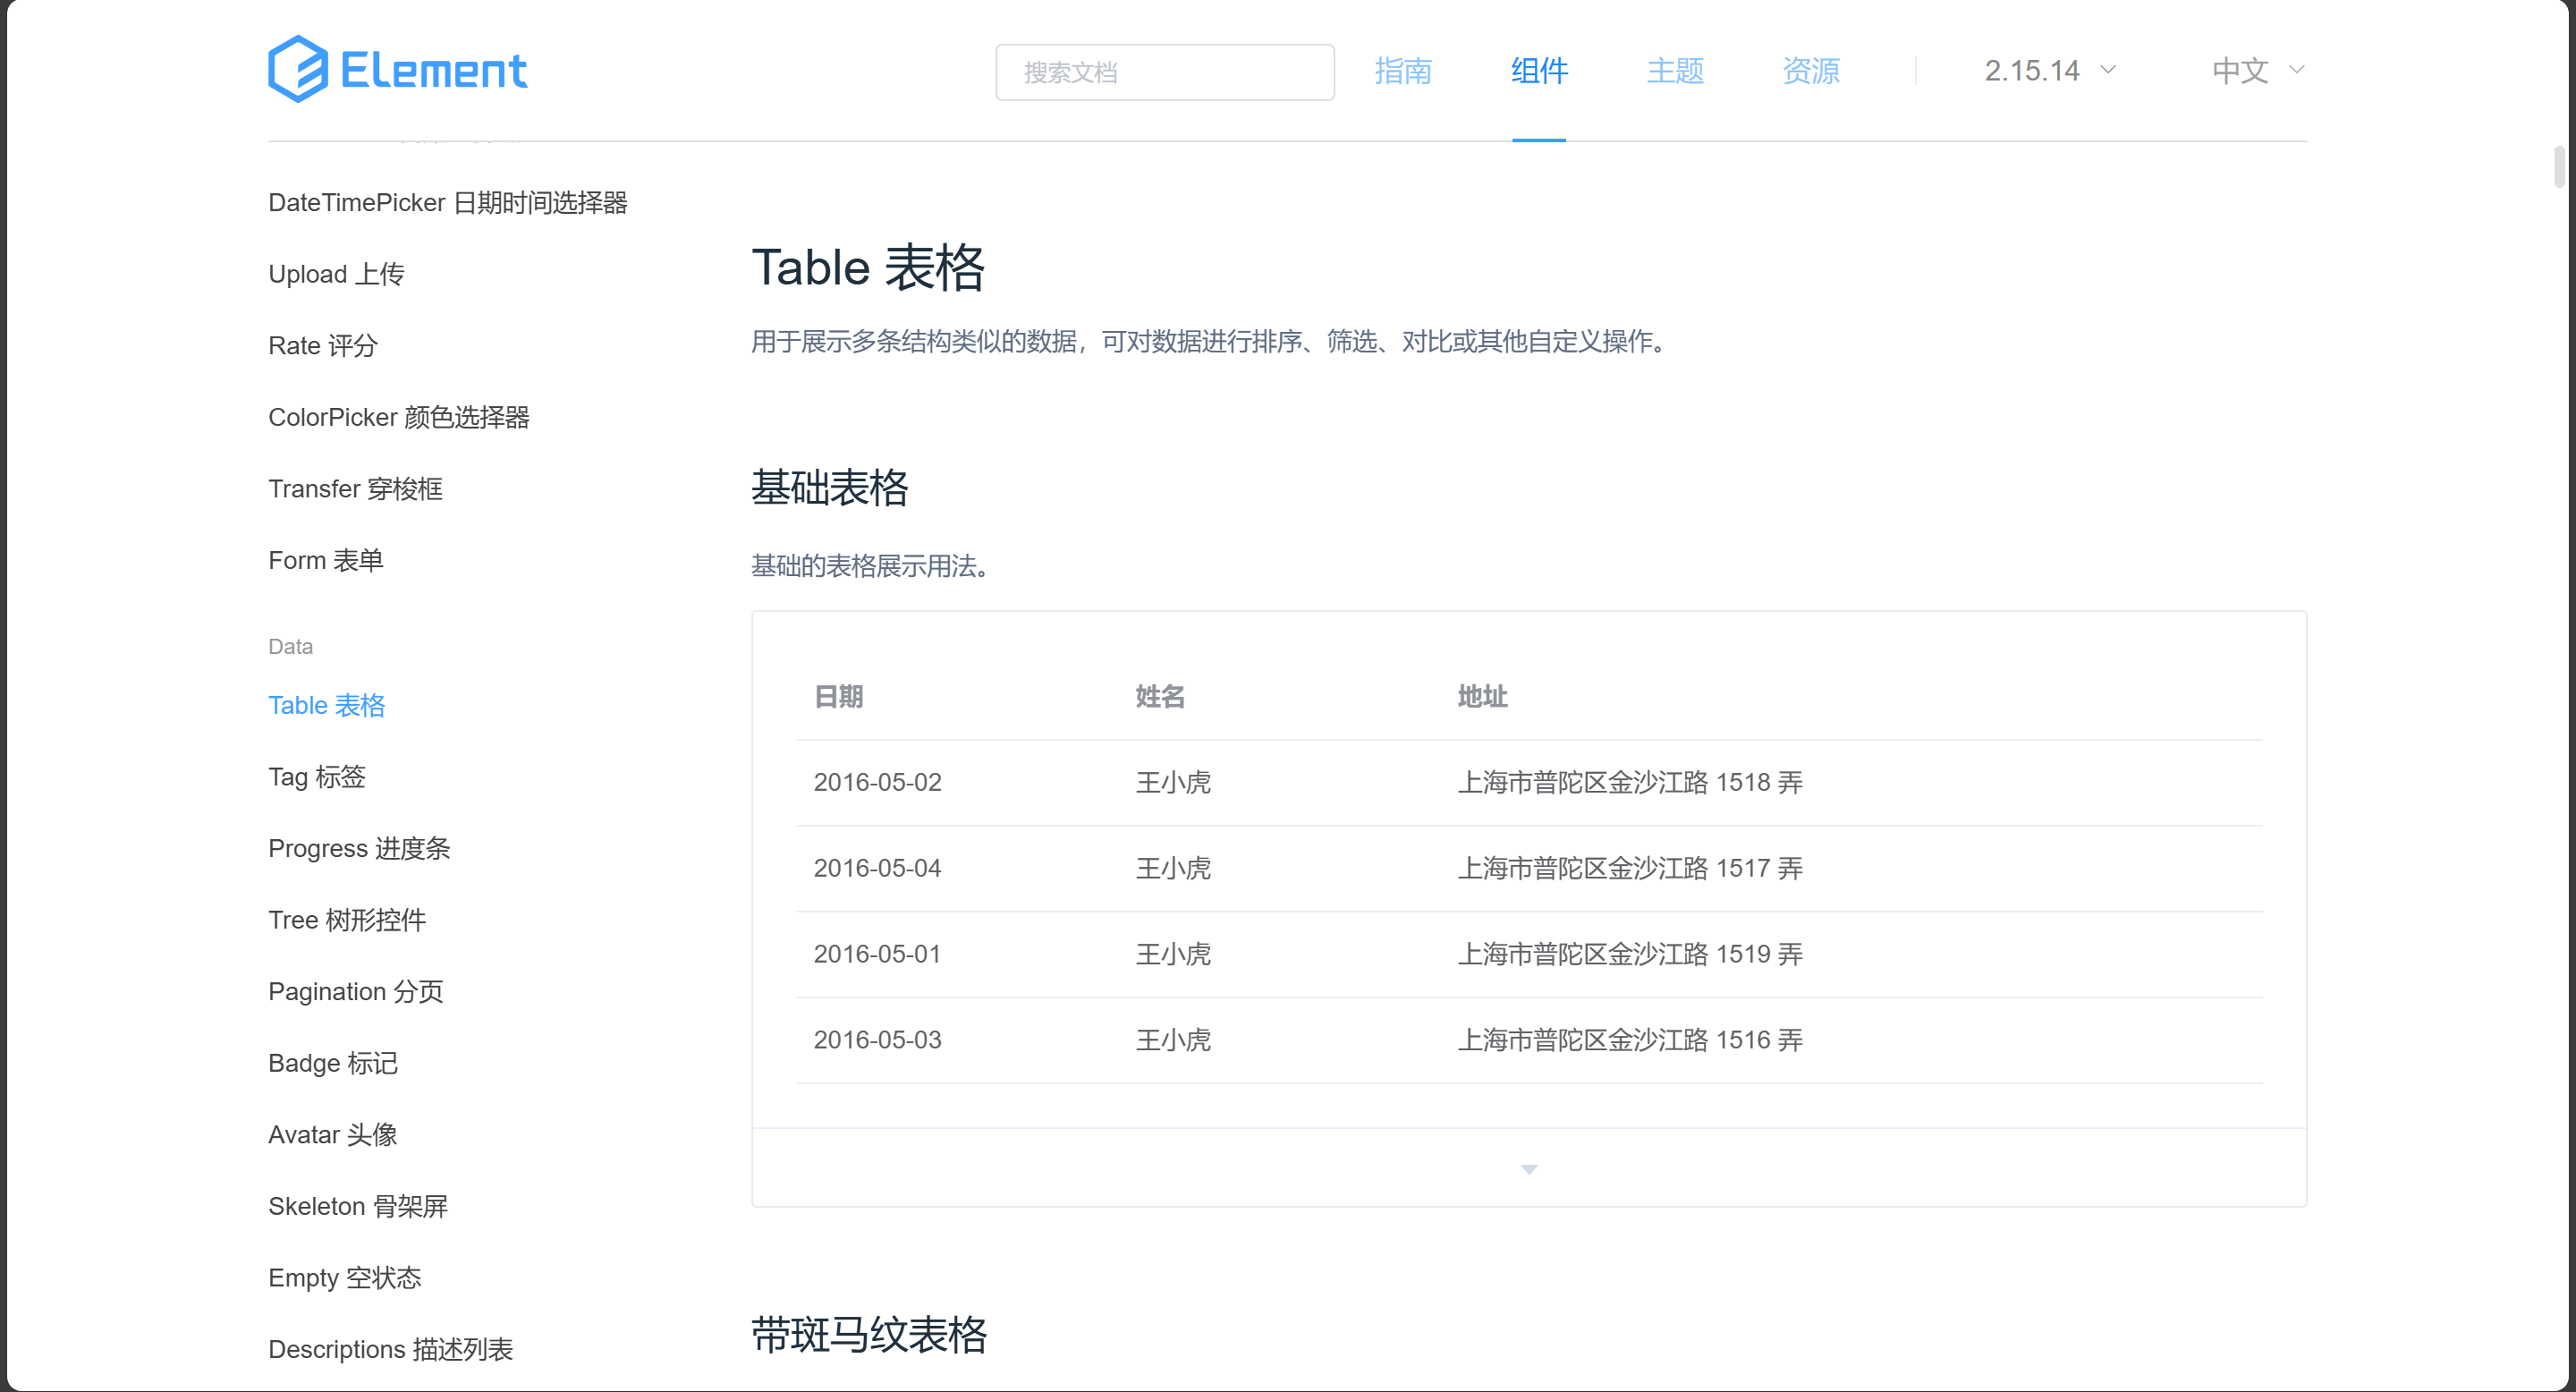 Element
搜索文档
指南 组件 主题 资源 2.15.14 中文
DateTimePicker 日期时间选择器
Upload 上传
Rate 评分
ColorPicker 颜色选择器
Transfer 穿梭框
Form 表单
Data
Table 表格
Tag 标签
Progress 进度条
Tree 树形控件
Pagination 分页
Badge 标记
Avatar 头像
Skeleton 骨架屏
Empty 空状态
Descriptions 描述列表
Table 表格
用于展示多条结构类似的数据，可对数据进行排序、筛选、对比或其他自定义操作。
基础表格
基础的表格展示用法。
日期 姓名 地址
2016-05-02 王小虎 上海市普陀区金沙江路 1518 弄
2016-05-04 王小虎 上海市普陀区金沙江路 1517 弄
2016-05-01 王小虎 上海市普陀区金沙江路 1519 弄
2016-05-03 王小虎 上海市普陀区金沙江路 1516 弄
带斑马纹表格